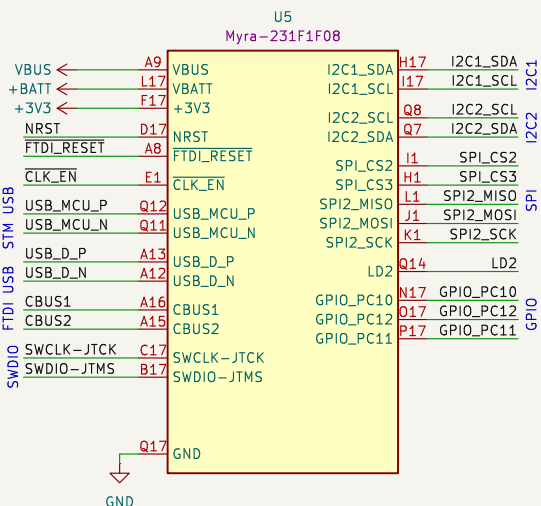 U5
Myra-231F1F08
VBUS A9 VBUS I2C1_SDA H17 I2C1_SDA
+BATT L17 VBATT I2C1_SCL I17 I2C1_SCL
I2C1
+3V3 F17 +3V3
I2C2_SCL Q8 I2C2_SCL
NRST D17 NRST I2C2_SDA Q7 I2C2_SDA
I2C2
FTDI_RESET A8 FTDI_RESET
SPI_CS2 I1 SPI_CS2
CLK_EN E1 CLK_EN SPI_CS3 H1 SPI_CS3
SPI2_MISO L1 SPI2_MISO
SPI
USB_MCU_P Q12 USB_MCU_P SPI2_MOSI J1 SPI2_MOSI
USB_MCU_N Q11 USB_MCU_N SPI2_SCK K1 SPI2_SCK
STM USB
USB_D_P A13 USB_D_P
LD2 Q14 LD2
USB_D_N A12 USB_D_N
FTDI USB
GPIO_PC10 N17 GPIO_PC10
CBUS1 A16 CBUS1 GPIO_PC12 O17 GPIO_PC12
CBUS2 A15 CBUS2 GPIO_PC11 P17 GPIO_PC11
GPIO
SWCLK-JTCK C17 SWCLK-JTCK
SWDIO-JTMS B17 SWDIO-JTMS
SWDIO
Q17 GND
GND